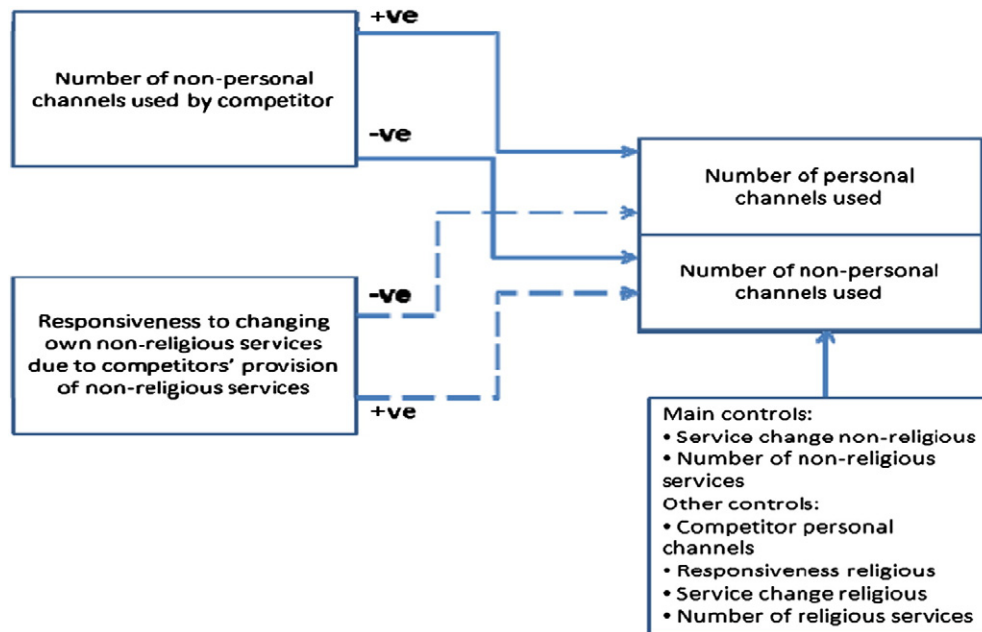 +ve
Number of non-personal
channels used by competitor
-ve
Number of personal
channels used
Number of non-personal
channels used
-ve
Responsiveness to changing
own non-religious services
due to competitors' provision
of non-religious services
+ve
Main controls:
• Service change non-religious
• Number of non-religious
services
Other controls:
• Competitor personal
channels
• Responsiveness religious
• Service change religious
• Number of religious services